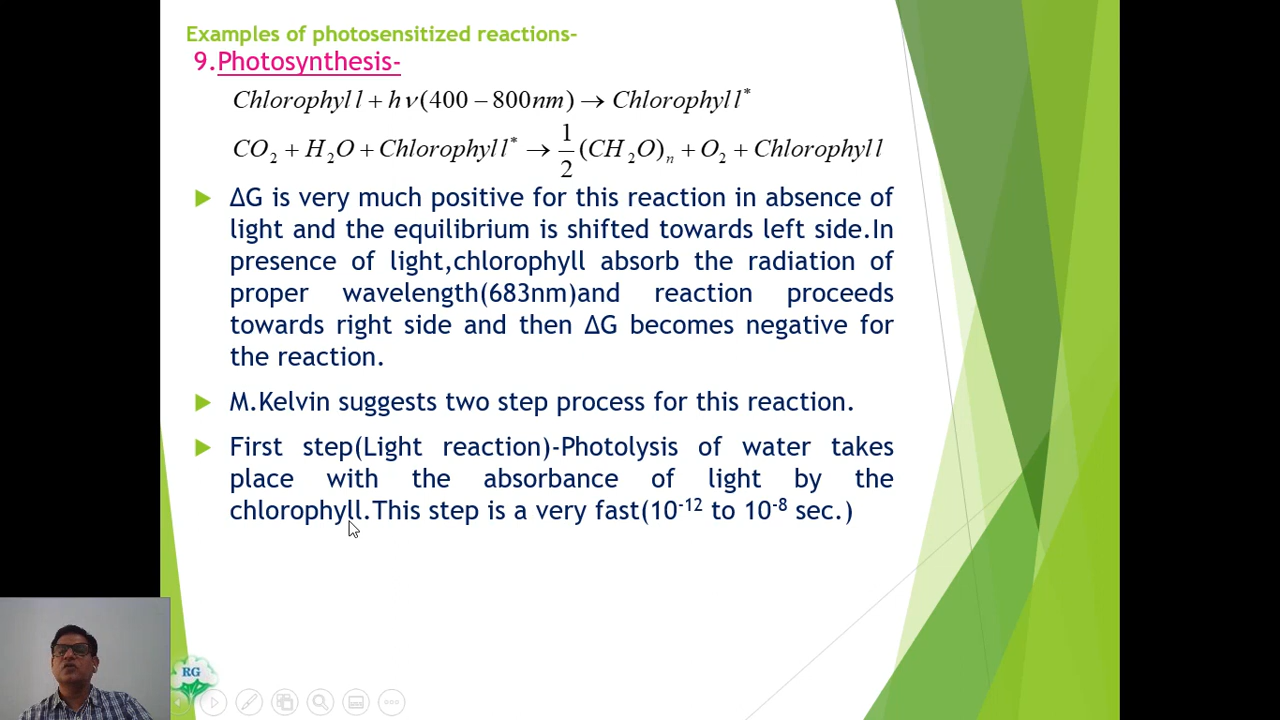 Examples of photosensitized reactions-
9.Photosynthesis-
Chlorophyll + hν(400 – 800nm) → Chlorophyll*
CO₂ + H₂O + Chlorophyll* → 1/2 (CH₂O)ₙ + O₂ + Chlorophyll
ΔG is very much positive for this reaction in absence of
light and the equilibrium is shifted towards left side.In
presence of light,chlorophyll absorb the radiation of
proper wavelength(683nm)and reaction proceeds
towards right side and then ΔG becomes negative for
the reaction.
M.Kelvin suggests two step process for this reaction.
First step(Light reaction)-Photolysis of water takes
place with the absorbance of light by the
chlorophyll.This step is a very fast(10⁻¹² to 10⁻⁸ sec.)
RG